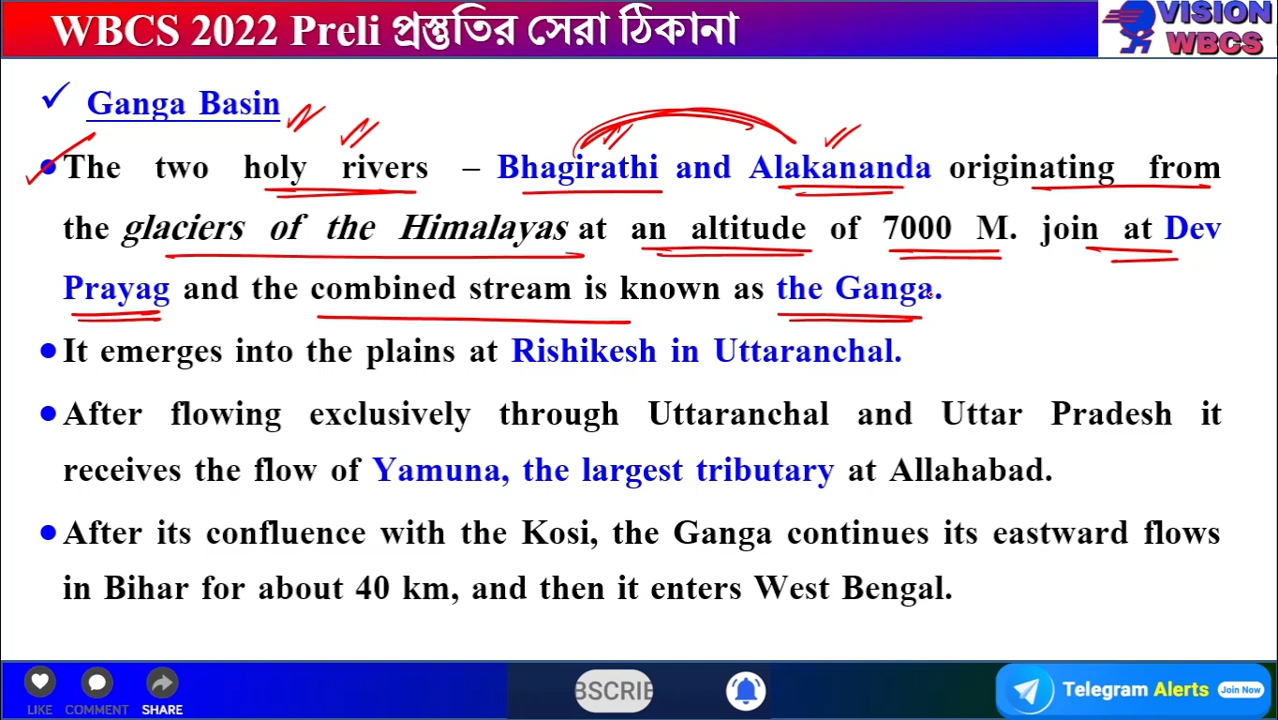 WBCS 2022 Preli প্রস্তুতির সেরা ঠিকানা
VISION
WBCS
Ganga Basin
The two holy rivers – Bhagirathi and Alakananda originating from
the glaciers of the Himalayas at an altitude of 7000 M. join at Dev
Prayag and the combined stream is known as the Ganga.
It emerges into the plains at Rishikesh in Uttaranchal.
After flowing exclusively through Uttaranchal and Uttar Pradesh it
receives the flow of Yamuna, the largest tributary at Allahabad.
After its confluence with the Kosi, the Ganga continues its eastward flows
in Bihar for about 40 km, and then it enters West Bengal.
LIKE COMMENT SHARE
BSCRIB
Telegram Alerts Join Now